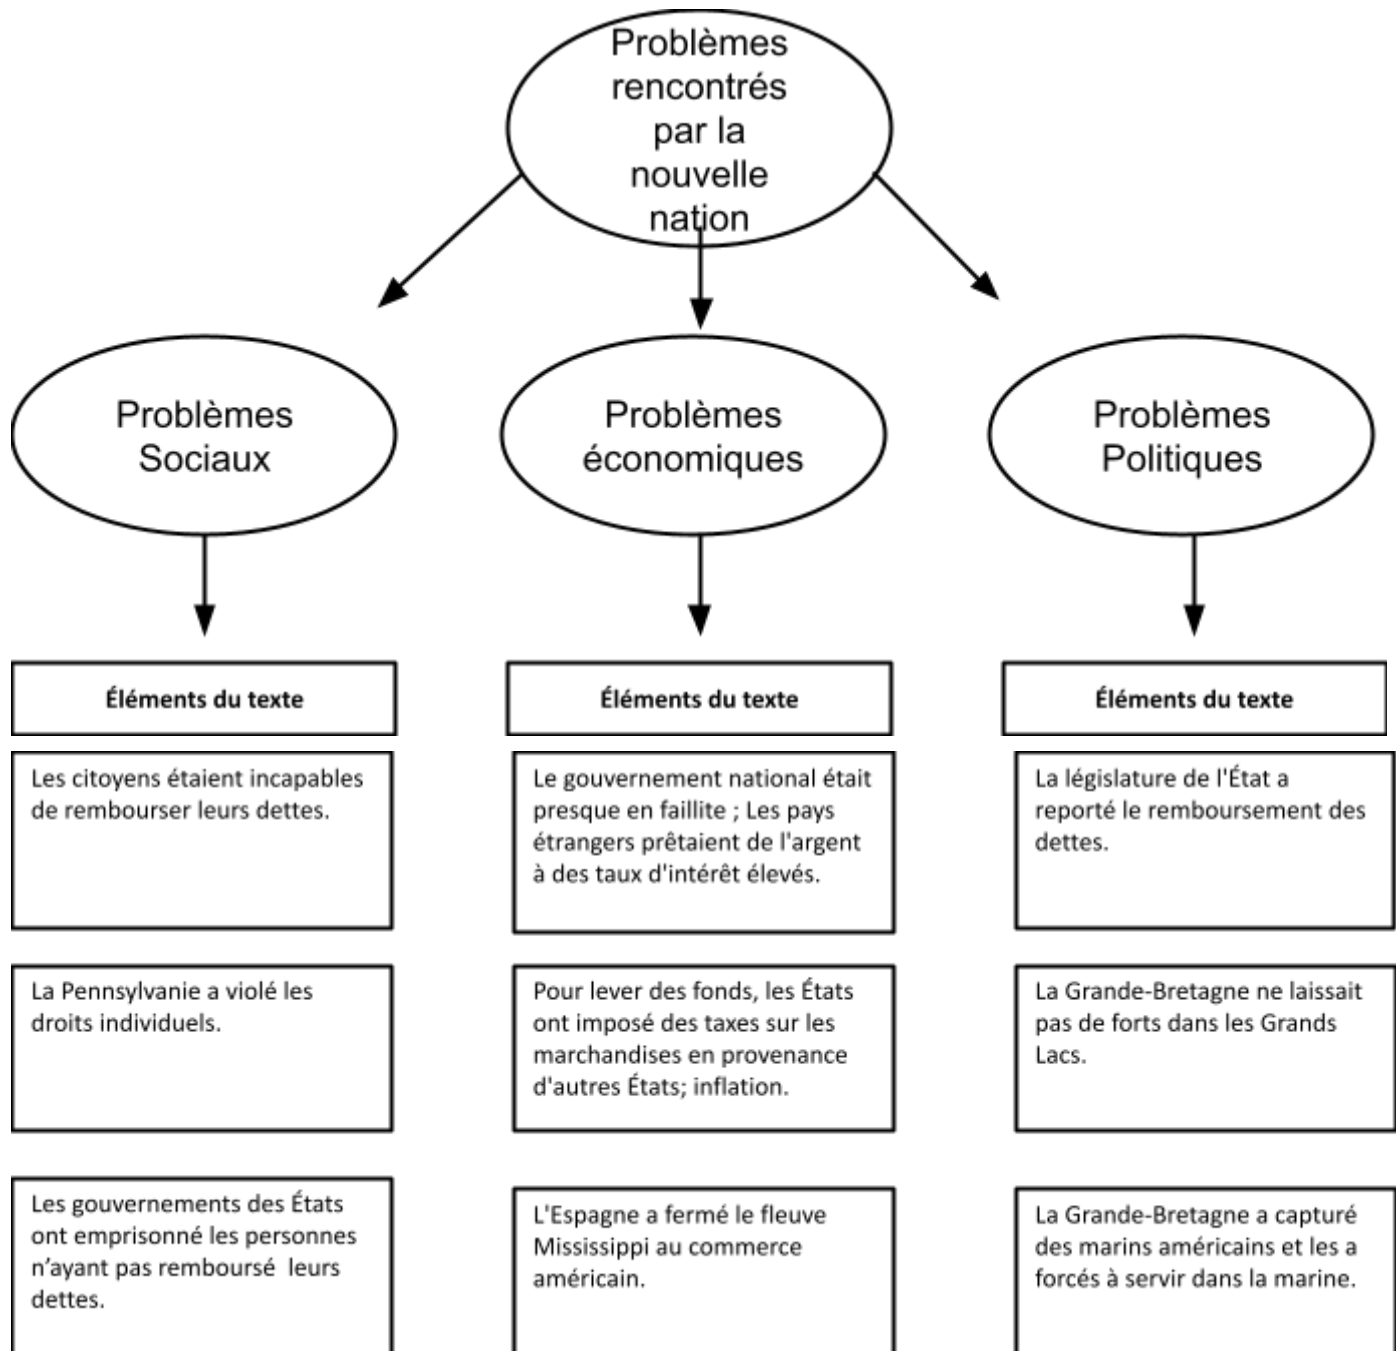 Problèmes
rencontrés
par la
nouvelle
nation
Problèmes
Sociaux
Problèmes
économiques
Problèmes
Politiques
Éléments du texte
Éléments du texte
Éléments du texte
Les citoyens étaient incapables
de rembourser leurs dettes.
Le gouvernement national était
presque en faillite ; Les pays
étrangers prêtaient de l'argent
à des taux d'intérêt élevés.
La législature de l'État a
reporté le remboursement des
dettes.
La Pennsylvanie a violé les
droits individuels.
Pour lever des fonds, les États
ont imposé des taxes sur les
marchandises en provenance
d'autres États; inflation.
La Grande-Bretagne ne laissait
pas de forts dans les Grands
Lacs.
Les gouvernements des États
ont emprisonné les personnes
n’ayant pas remboursé  leurs
dettes.
L'Espagne a fermé le fleuve
Mississippi au commerce
américain.
La Grande-Bretagne a capturé
des marins américains et les a
forcés à servir dans la marine.